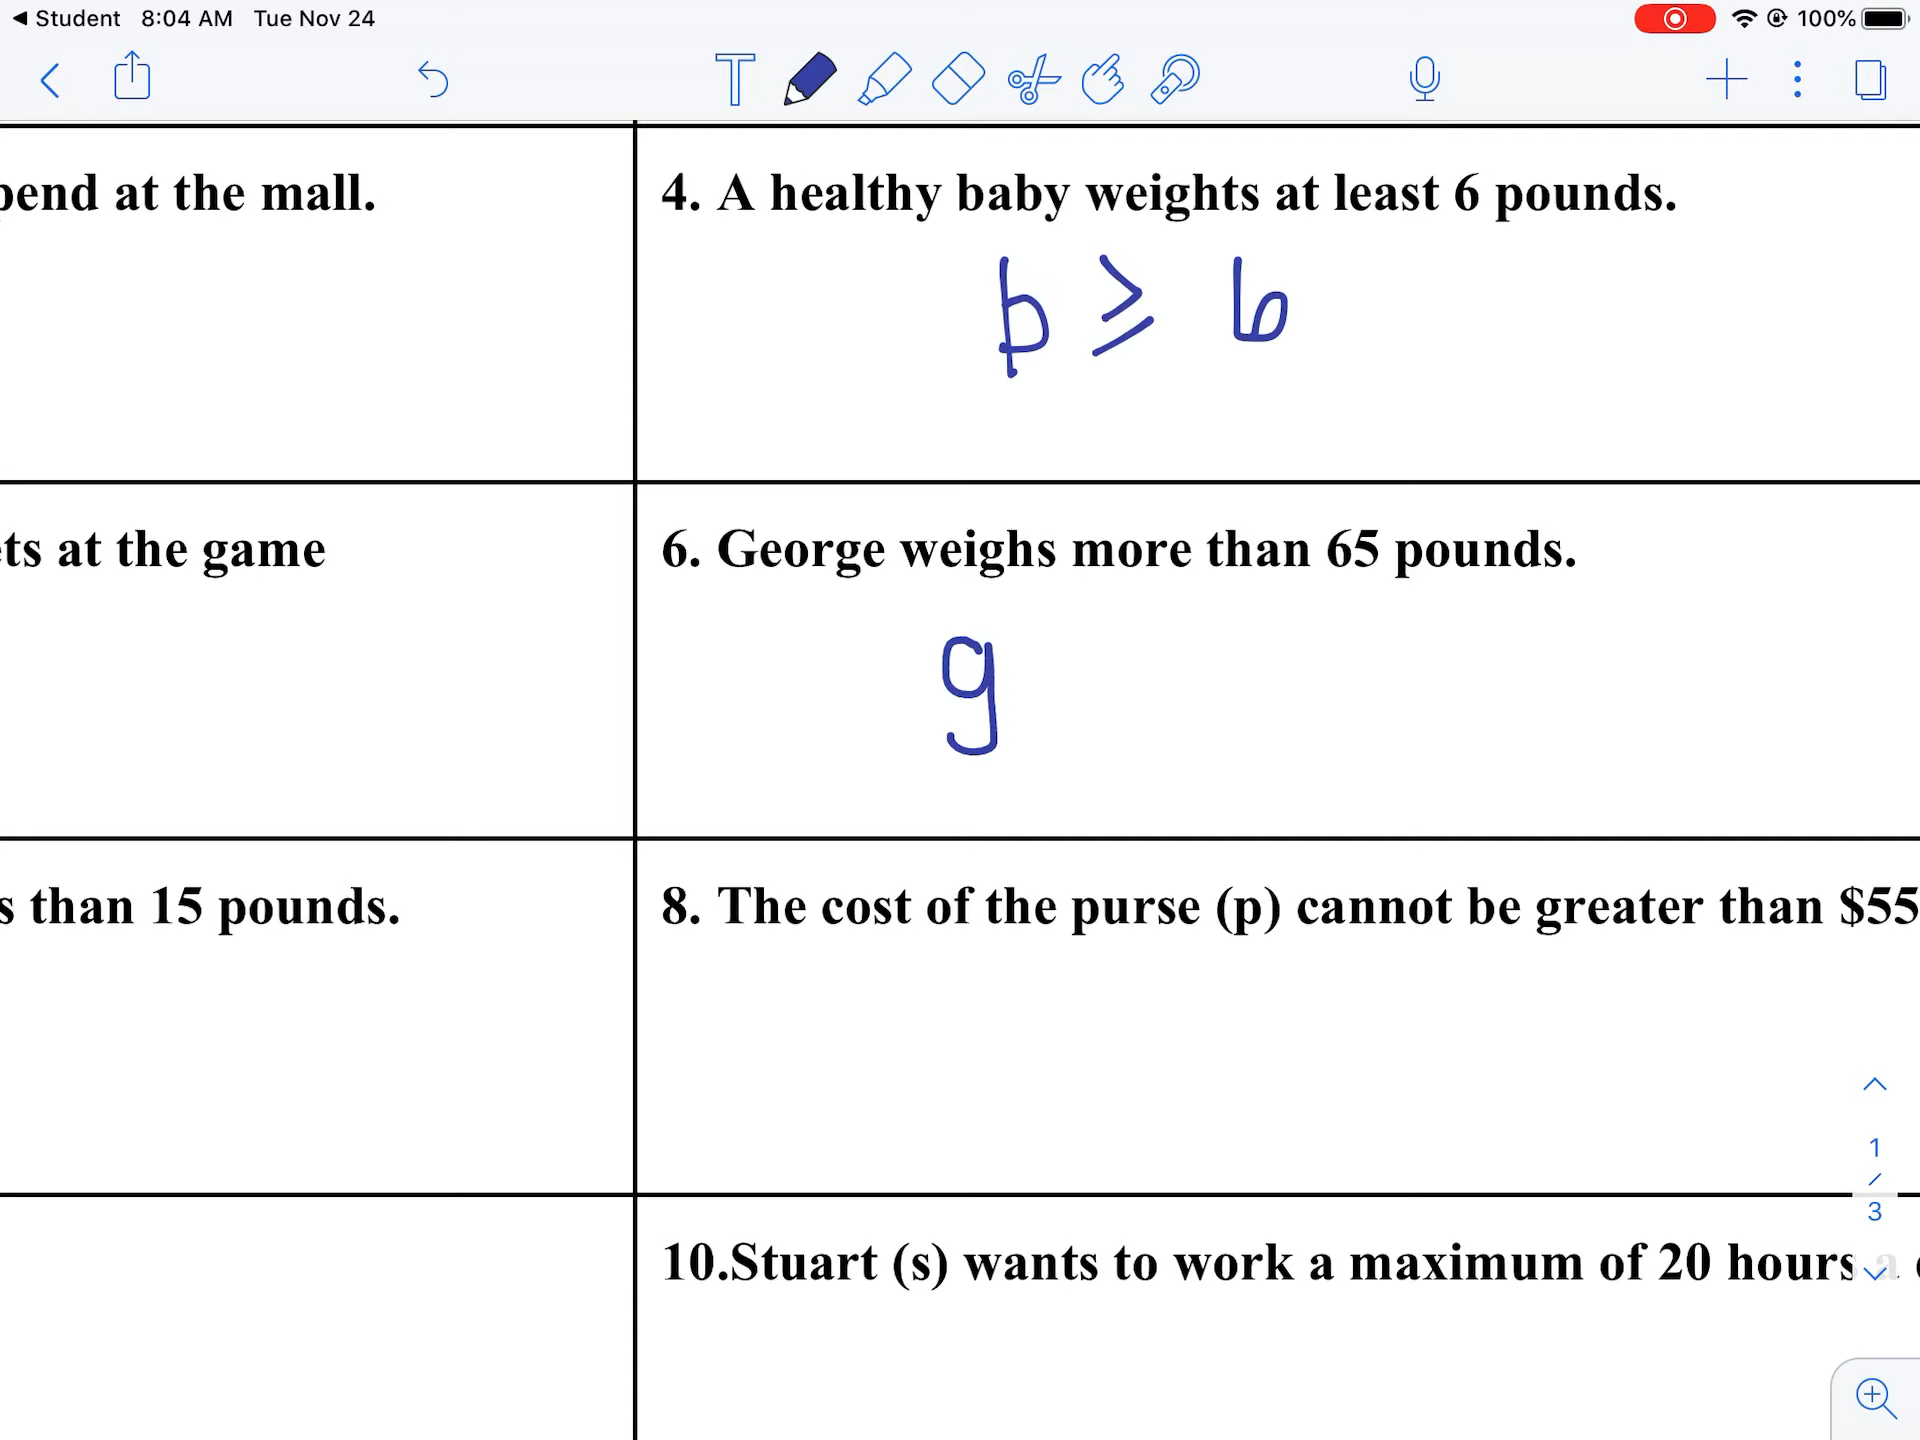 ◀ Student 8:04 AM Tue Nov 24 100%
T
pend at the mall.
4. A healthy baby weights at least 6 pounds.
b ≥ 6
ets at the game
6. George weighs more than 65 pounds.
g
s than 15 pounds.
8. The cost of the purse (p) cannot be greater than $55
1
/
3
10.Stuart (s) wants to work a maximum of 20 hours a